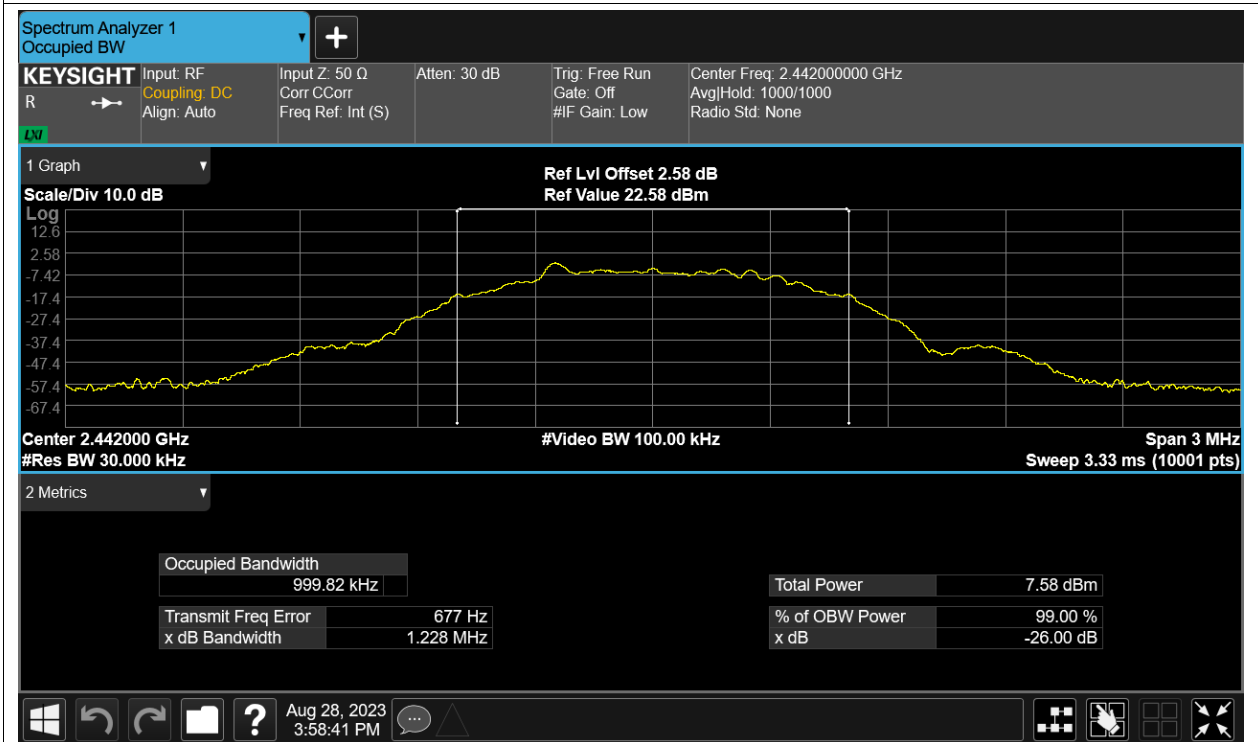 Spectrum Analyzer 1
Occupied BW
KEYSIGHT
R
LXI
Input: RF
Coupling: DC
Align: Auto
Input Z: 50 Ω
Corr CCorr
Freq Ref: Int (S)
Atten: 30 dB
Trig: Free Run
Gate: Off
#IF Gain: Low
Center Freq: 2.442000000 GHz
Avg|Hold: 1000/1000
Radio Std: None
1 Graph
Scale/Div 10.0 dB
Ref Lvl Offset 2.58 dB
Ref Value 22.58 dBm
Log
12.6
2.58
-7.42
-17.4
-27.4
-37.4
-47.4
-57.4
-67.4
Center 2.442000 GHz
#Video BW 100.00 kHz
Span 3 MHz
#Res BW 30.000 kHz
Sweep 3.33 ms (10001 pts)
2 Metrics
Occupied Bandwidth
999.82 kHz
Total Power 7.58 dBm
Transmit Freq Error 677 Hz
% of OBW Power 99.00 %
x dB Bandwidth 1.228 MHz
x dB -26.00 dB
?
Aug 28, 2023
3:58:41 PM